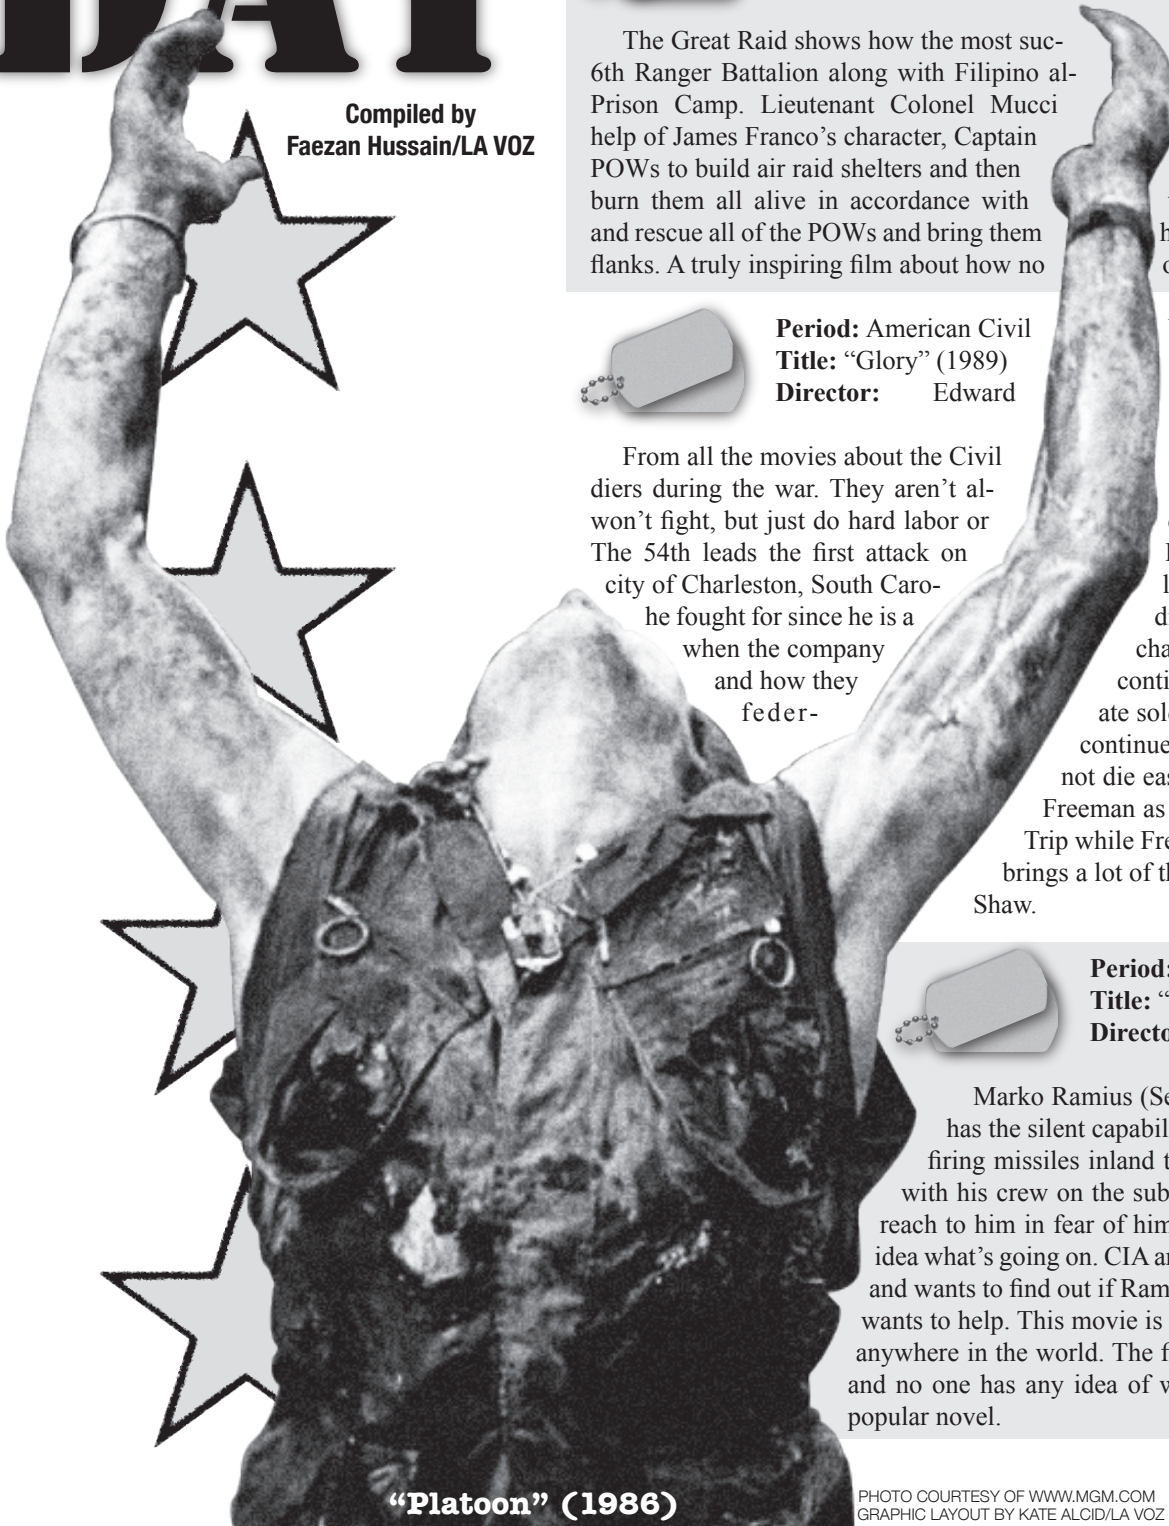 DAY
Compiled by
Faezan Hussain/LA VOZ
The Great Raid shows how the most suc-
6th Ranger Battalion along with Filipino al-
Prison Camp. Lieutenant Colonel Mucci
help of James Franco’s character, Captain
POWs to build air raid shelters and then
burn them all alive in accordance with
and rescue all of the POWs and bring them
flanks. A truly inspiring film about how no
Period: American Civil
Title: “Glory” (1989)
Director: Edward
From all the movies about the Civil
diers during the war. They aren’t al-
won’t fight, but just do hard labor or
The 54th leads the first attack on
city of Charleston, South Caro-
he fought for since he is a
when the company
and how they
feder-
conti
ate sol
continue
not die eas
Freeman as
Trip while Fre
brings a lot of t
Shaw.
Period:
Title: “
Directo
Marko Ramius (Se
has the silent capabil
firing missiles inland t
with his crew on the sub
reach to him in fear of him
idea what’s going on. CIA an
and wants to find out if Ram
wants to help. This movie is
anywhere in the world. The f
and no one has any idea of w
popular novel.
“Platoon” (1986)
PHOTO COURTESY OF WWW.MGM.COM
GRAPHIC LAYOUT BY KATE ALCID/LA VOZ